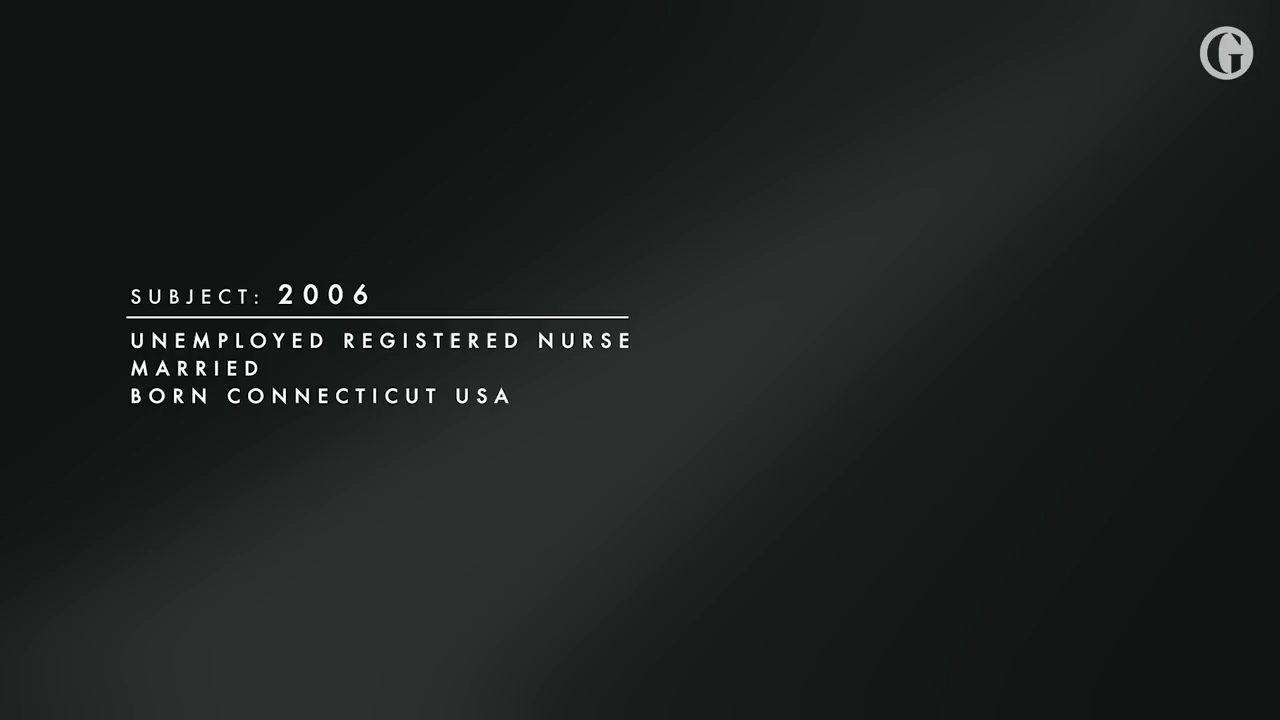 SUBJECT: 2006
UNEMPLOYED REGISTERED NURSE
MARRIED
BORN CONNECTICUT USA